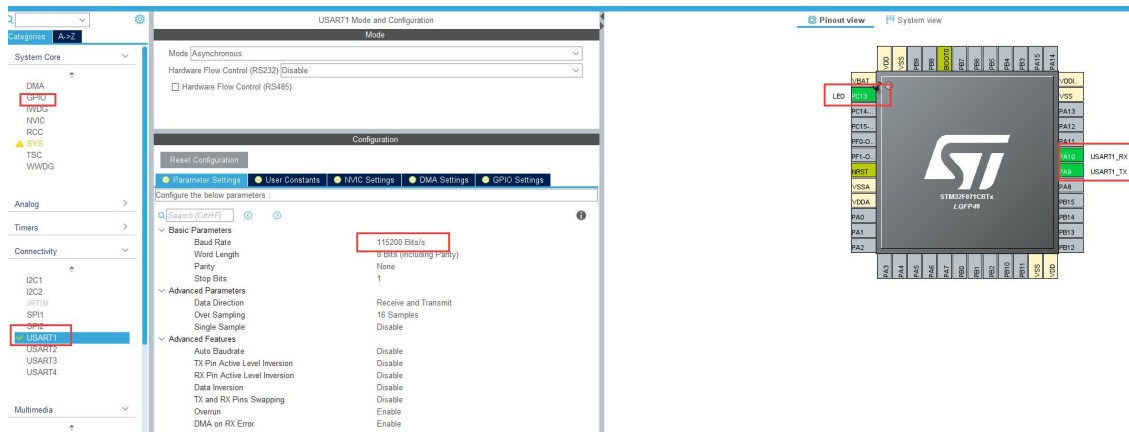 USART1 Mode and Configuration
Categories A->Z
System Core
DMA
GPIO
IWDG
NVIC
RCC
SYS
TSC
WWDG
Analog
Timers
Connectivity
I2C1
I2C2
IRTIM
SPI1
SPI2
USART1
USART2
USART3
USART4
Multimedia
Mode
Mode Asynchronous
Hardware Flow Control (RS232) Disable
Hardware Flow Control (RS485)
Configuration
Reset Configuration
Parameter Settings User Constants NVIC Settings DMA Settings GPIO Settings
Configure the below parameters :
Search (Crtl+F)
Basic Parameters
Baud Rate 115200 Bits/s
Word Length 8 Bits (including Parity)
Parity None
Stop Bits 1
Advanced Parameters
Data Direction Receive and Transmit
Over Sampling 16 Samples
Single Sample Disable
Advanced Features
Auto Baudrate Disable
TX Pin Active Level Inversion Disable
RX Pin Active Level Inversion Disable
Data Inversion Disable
TX and RX Pins Swapping Disable
Overrun Enable
DMA on RX Error Enable
Pinout view System view
VDD VSS PB9 PB8 BOOT0 PB7 PB6 PB5 PB4 PB3 PA15 PA14
VBAT
LED PC13
PC14-..
PC15-..
PF0-O..
PF1-O..
NRST
VSSA
VDDA
PA0
PA1
PA2
ST
STM32F071CBTx
LQFP48
VDDI..
VSS
PA13
PA12
PA11
PA10 USART1_RX
PA9 USART1_TX
PA8
PB15
PB14
PB13
PB12
PA3 PA4 PA5 PA6 PA7 PB0 PB1 PB2 PB10 PB11 VSS VDD